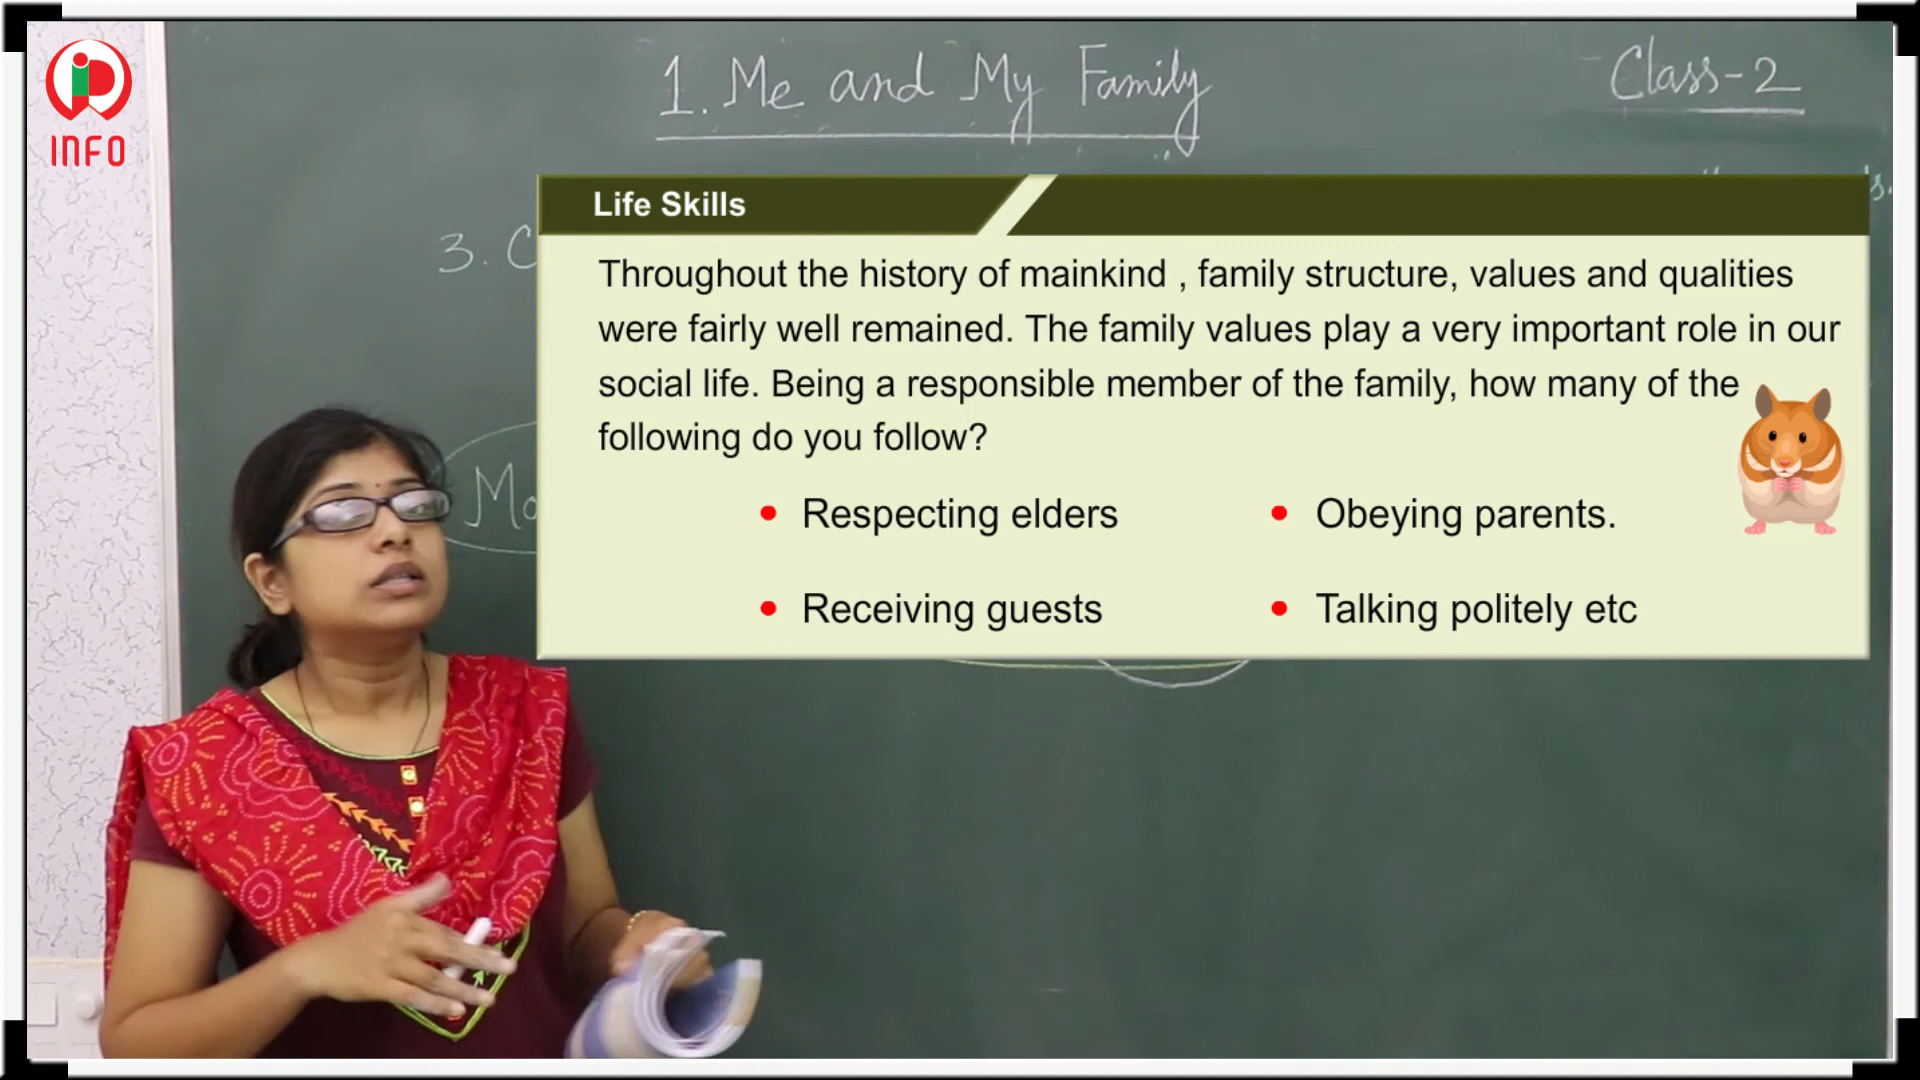 INFO
1. Me and My Family
Class-2
Life Skills
3. C
Throughout the history of mainkind , family structure, values and qualities
were fairly well remained. The family values play a very important role in our
social life. Being a responsible member of the family, how many of the
following do you follow?
Mo
Respecting elders
Obeying parents.
Receiving guests
Talking politely etc